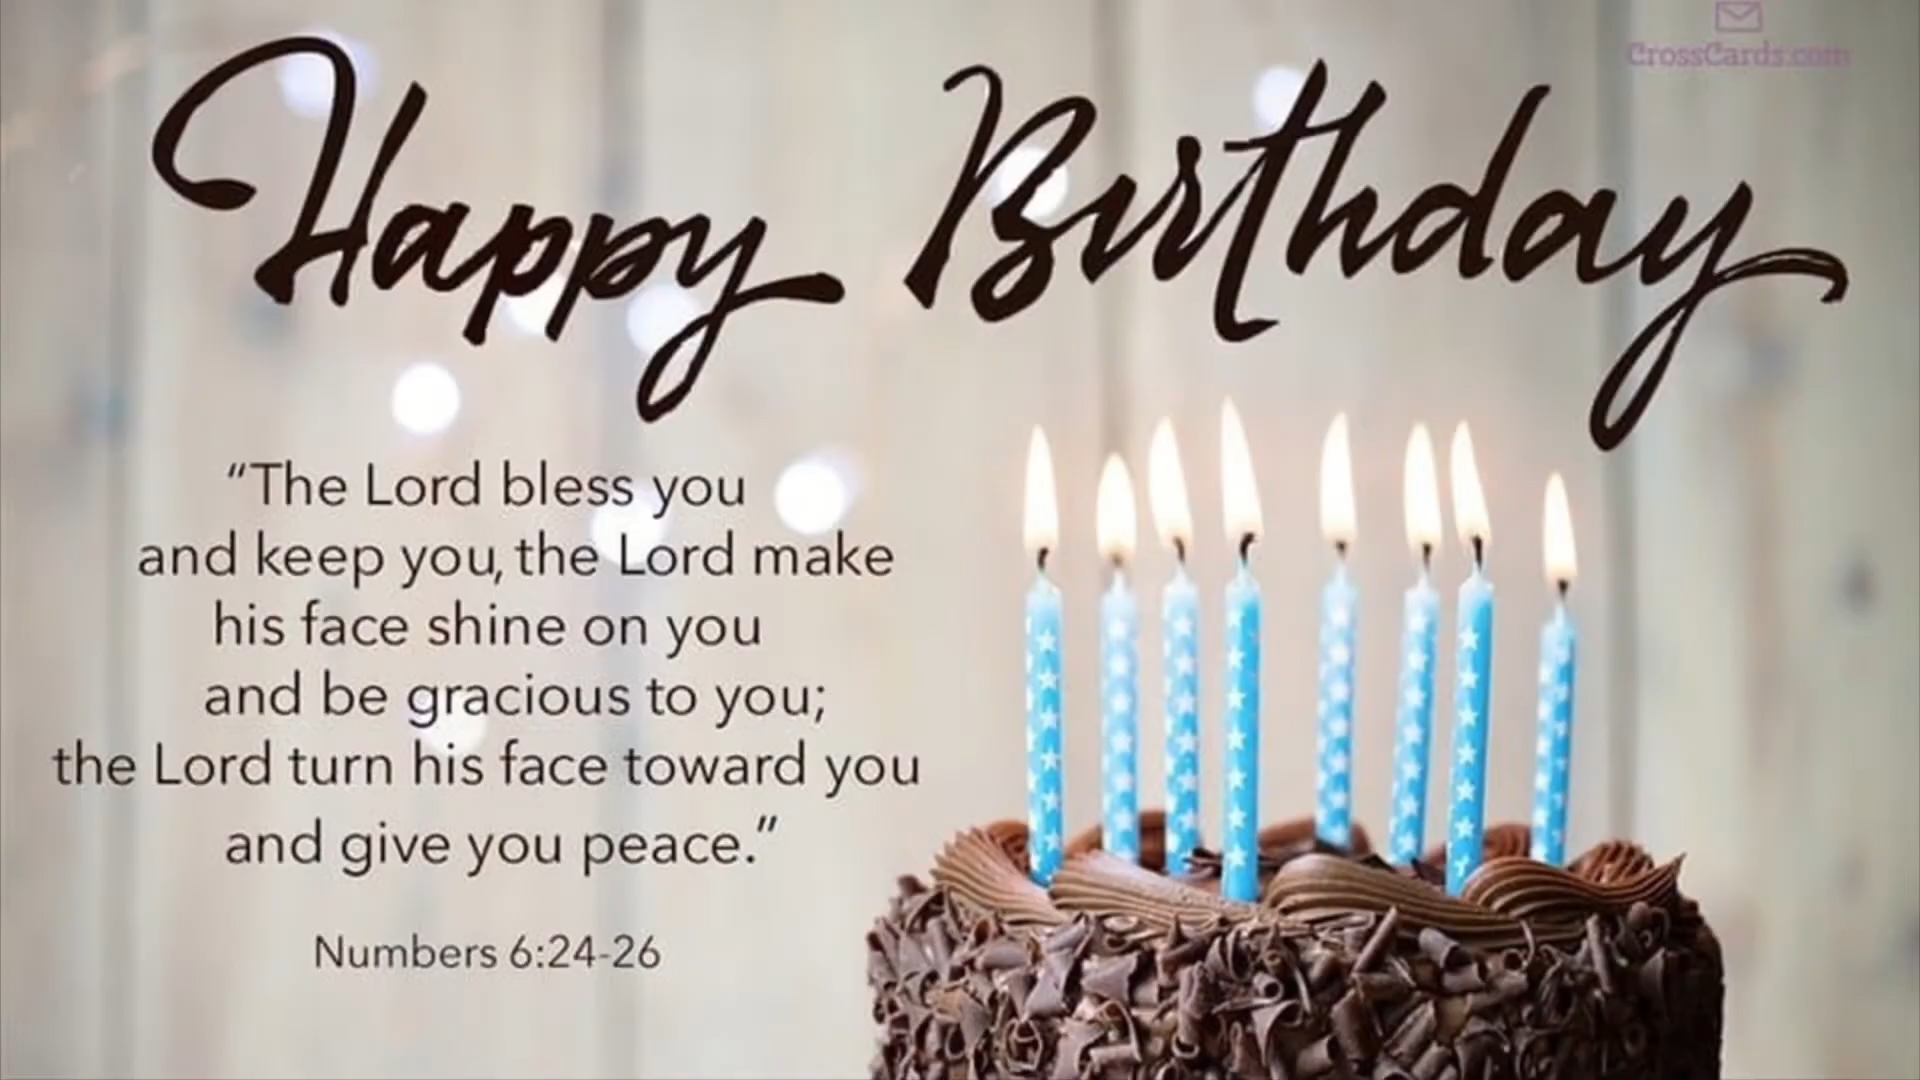 CrossCards.com
Happy Birthday
“The Lord bless you
and keep you, the Lord make
his face shine on you
and be gracious to you;
the Lord turn his face toward you
and give you peace.”
Numbers 6:24-26